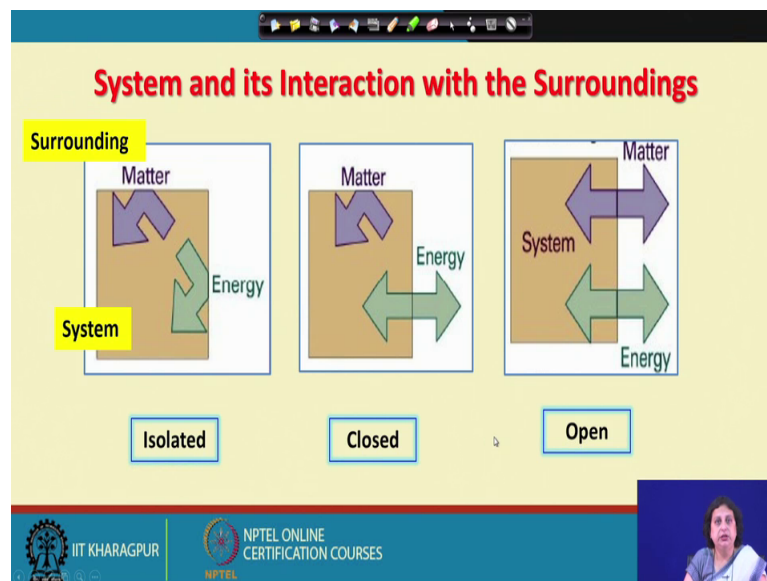 System and its Interaction with the Surroundings
Surrounding
Matter
Energy
System
Isolated
Matter
Energy
Closed
Matter
System
Energy
Open
IIT KHARAGPUR
NPTEL
NPTEL ONLINE
CERTIFICATION COURSES